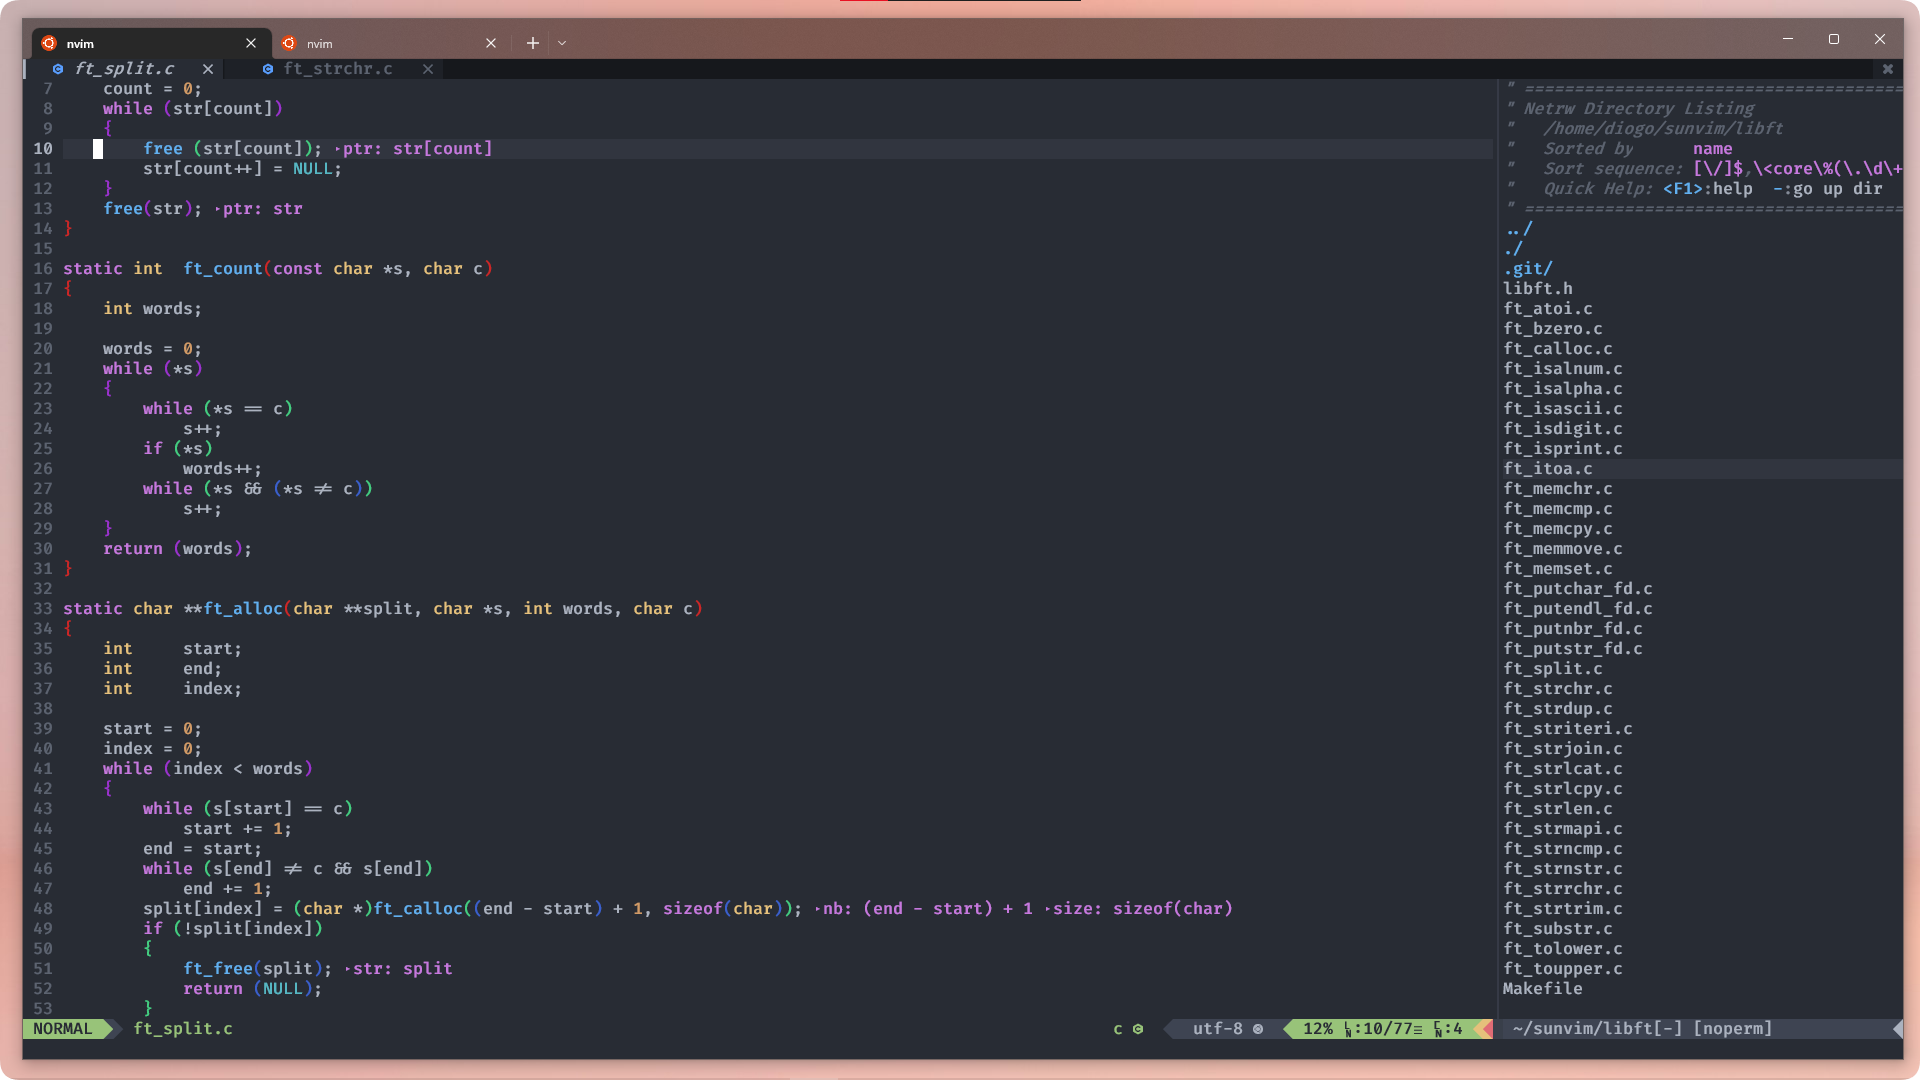 nvim
nvim
ft_split.c
ft_strchr.c
7 count = 0;
8 while (str[count])
9 {
10 free (str[count]); ‣ptr: str[count]
11 str[count++] = NULL;
12 }
13 free(str); ‣ptr: str
14 }
15
16 static int ft_count(const char *s, char c)
17 {
18 int words;
19
20 words = 0;
21 while (*s)
22 {
23 while (*s == c)
24 s++;
25 if (*s)
26 words++;
27 while (*s && (*s != c))
28 s++;
29 }
30 return (words);
31 }
32
33 static char **ft_alloc(char **split, char *s, int words, char c)
34 {
35 int start;
36 int end;
37 int index;
38
39 start = 0;
40 index = 0;
41 while (index < words)
42 {
43 while (s[start] == c)
44 start += 1;
45 end = start;
46 while (s[end] != c && s[end])
47 end += 1;
48 split[index] = (char *)ft_calloc((end - start) + 1, sizeof(char)); ‣nb: (end - start) + 1 ‣size: sizeof(char)
49 if (!split[index])
50 {
51 ft_free(split); ‣str: split
52 return (NULL);
53 }
NORMAL ft_split.c c utf-8 12% LN:10/77≡ CN:4
" ======================================
" Netrw Directory Listing
" /home/diogo/sunvim/libft
" Sorted by name
" Sort sequence: [\/]$,\<core\%(\.\d\+
" Quick Help: <F1>:help -:go up dir
" ======================================
../
./
.git/
libft.h
ft_atoi.c
ft_bzero.c
ft_calloc.c
ft_isalnum.c
ft_isalpha.c
ft_isascii.c
ft_isdigit.c
ft_isprint.c
ft_itoa.c
ft_memchr.c
ft_memcmp.c
ft_memcpy.c
ft_memmove.c
ft_memset.c
ft_putchar_fd.c
ft_putendl_fd.c
ft_putnbr_fd.c
ft_putstr_fd.c
ft_split.c
ft_strchr.c
ft_strdup.c
ft_striteri.c
ft_strjoin.c
ft_strlcat.c
ft_strlcpy.c
ft_strlen.c
ft_strmapi.c
ft_strncmp.c
ft_strnstr.c
ft_strrchr.c
ft_strtrim.c
ft_substr.c
ft_tolower.c
ft_toupper.c
Makefile
~/sunvim/libft[-] [noperm]